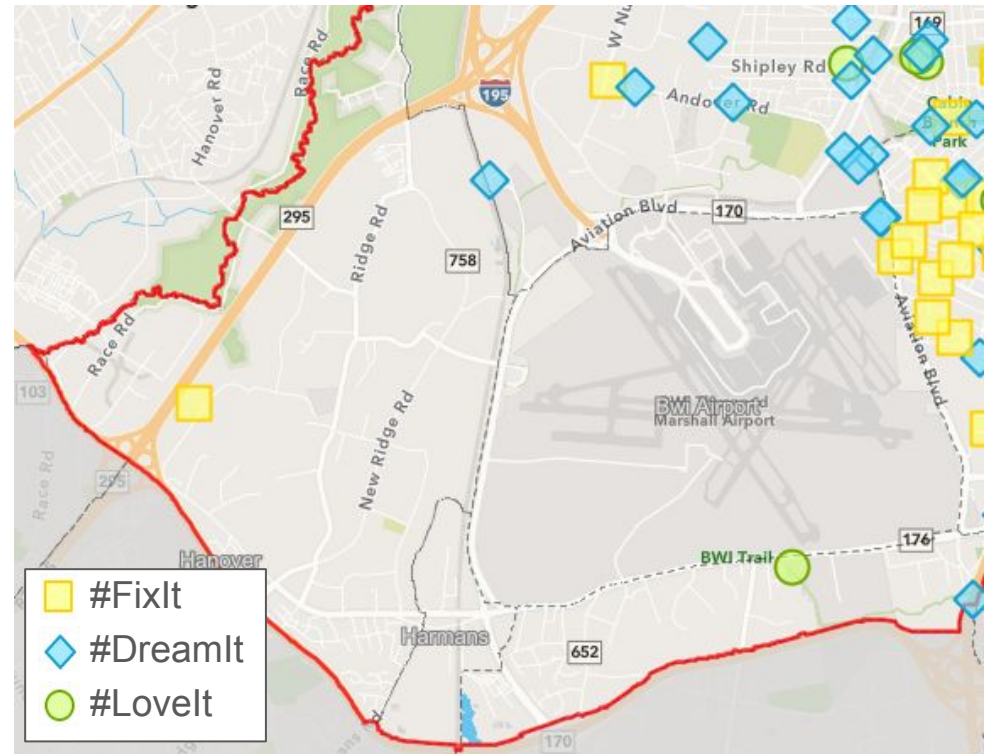 Race Rd
Hanover Rd
W Nu
169
Shipley Rd
195
Andover Rd
Cable
Park
295
Ridge Rd
Aviation Blvd
170
758
Race Rd
103
Aviation Blvd
BWI Airport
Marshall Airport
New Ridge Rd
295
Race Rd
176
BWI Trail
Hanover
#FixIt
Harmans
#DreamIt
652
#LoveIt
170